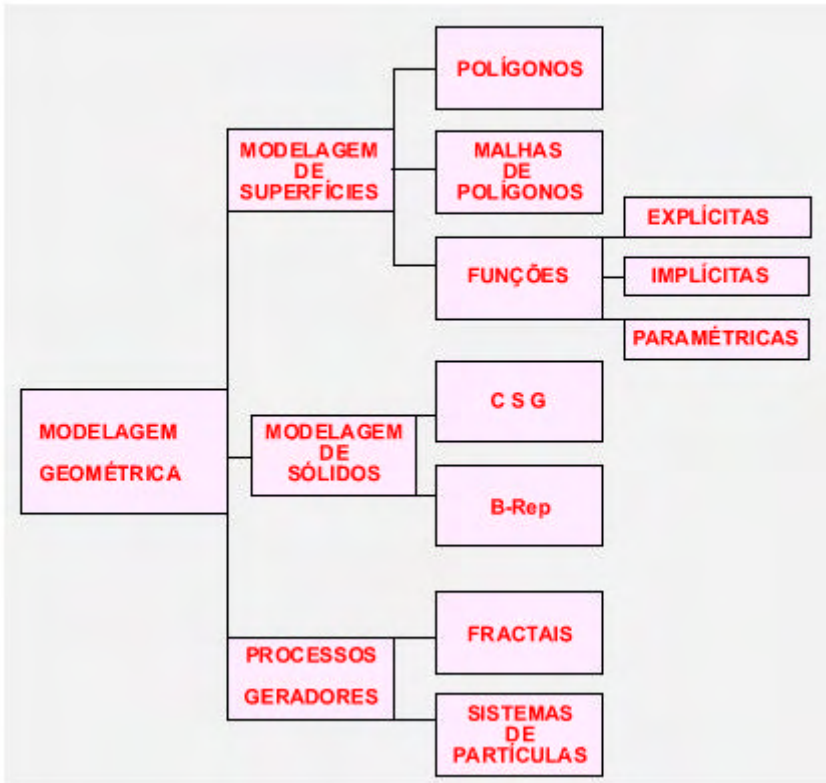 MODELAGEM
GEOMÉTRICA
MODELAGEM
DE
SUPERFÍCIES
POLÍGONOS
MALHAS
DE
POLÍGONOS
FUNÇÕES
EXPLÍCITAS
IMPLÍCITAS
PARAMÉTRICAS
MODELAGEM
DE
SÓLIDOS
C S G
B-Rep
PROCESSOS
GERADORES
FRACTAIS
SISTEMAS
DE
PARTÍCULAS